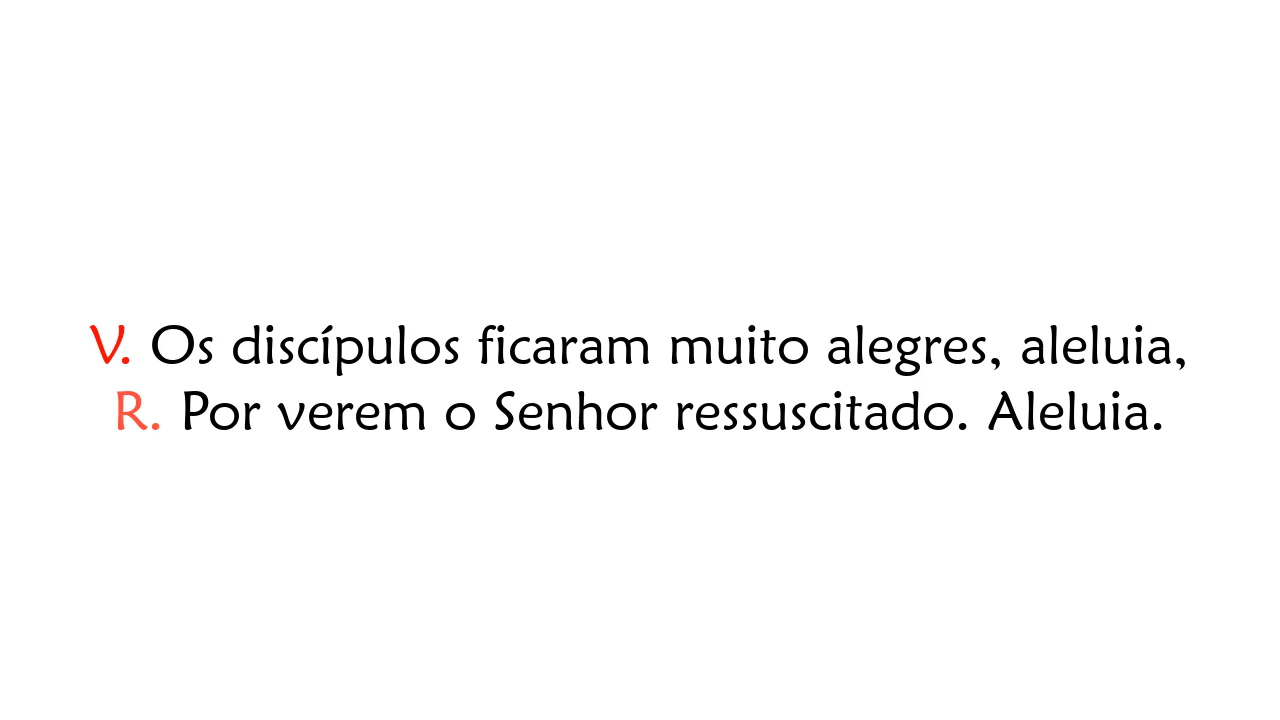 V. Os discípulos ficaram muito alegres, aleluia,
R. Por verem o Senhor ressuscitado. Aleluia.